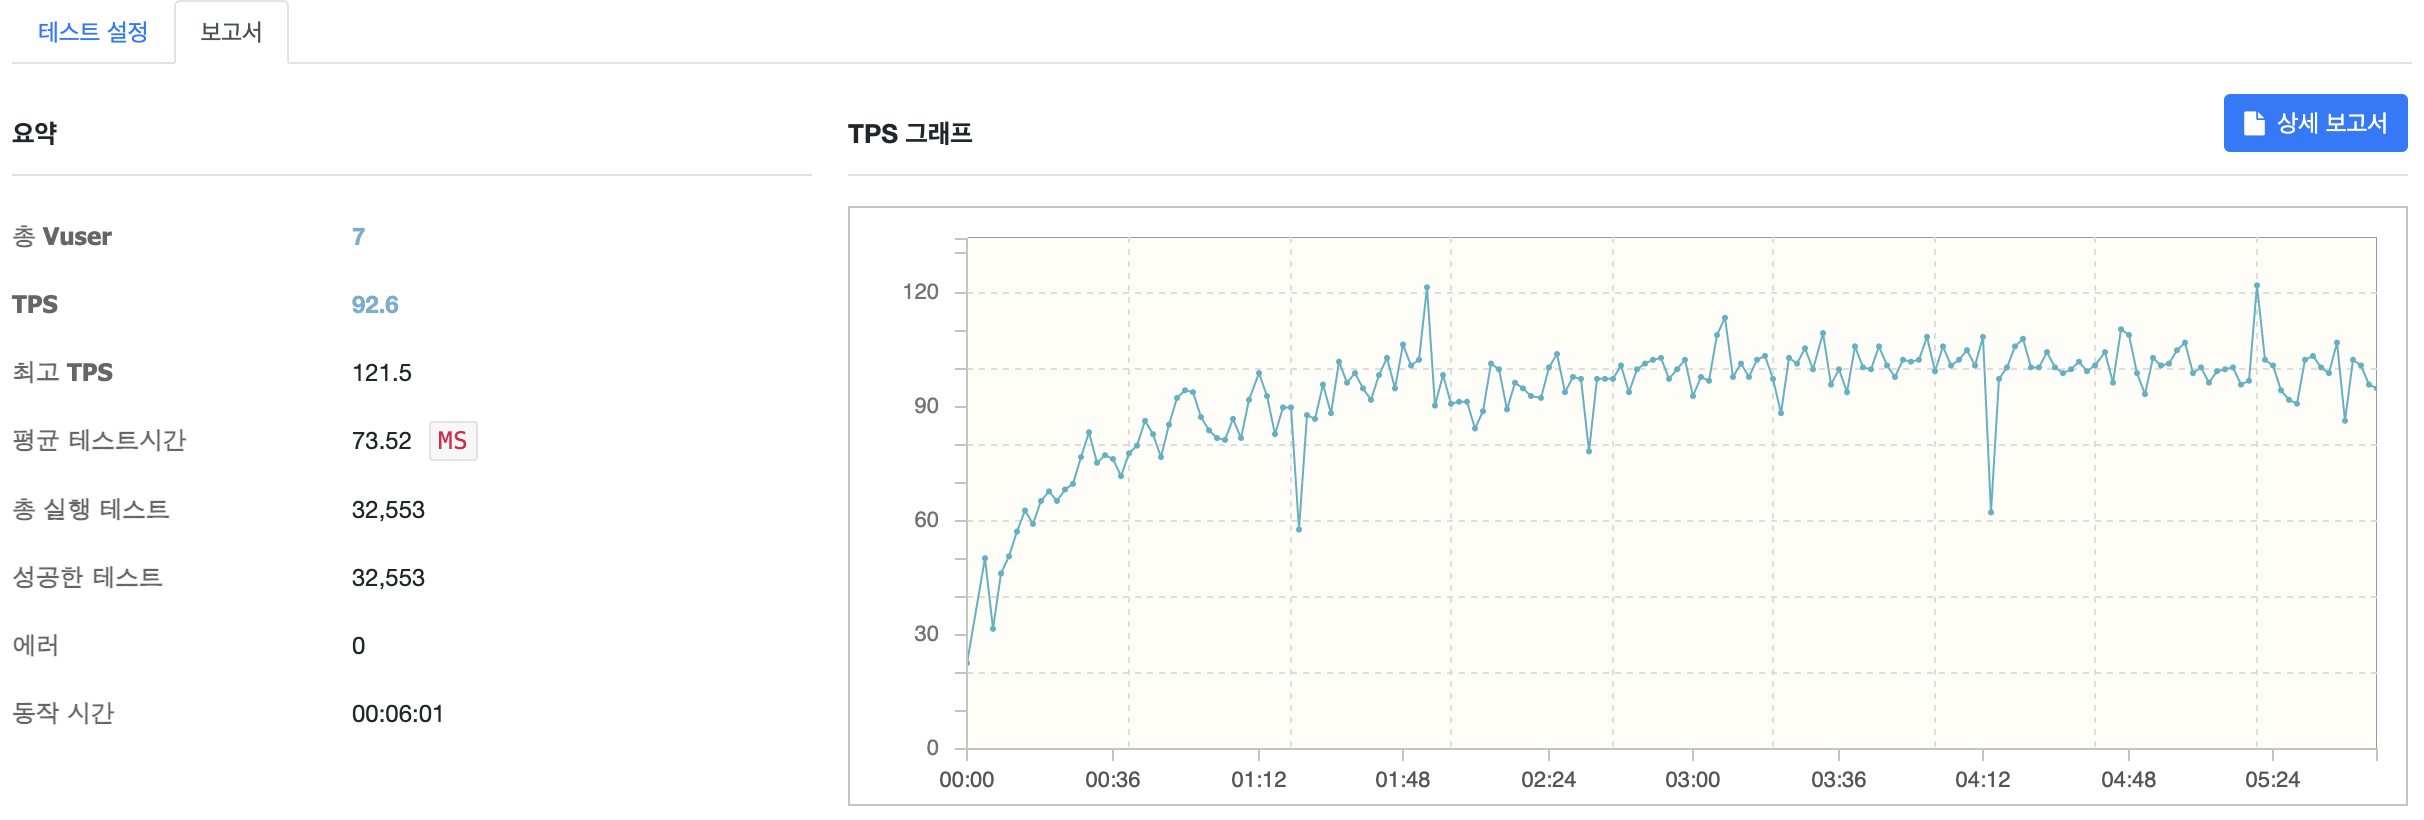 테스트 설정
보고서
요약
총 Vuser 7
TPS 92.6
최고 TPS 121.5
평균 테스트시간 73.52 MS
총 실행 테스트 32,553
성공한 테스트 32,553
에러 0
동작 시간 00:06:01
TPS 그래프
상세 보고서
120
90
60
30
0
00:00 00:36 01:12 01:48 02:24 03:00 03:36 04:12 04:48 05:24